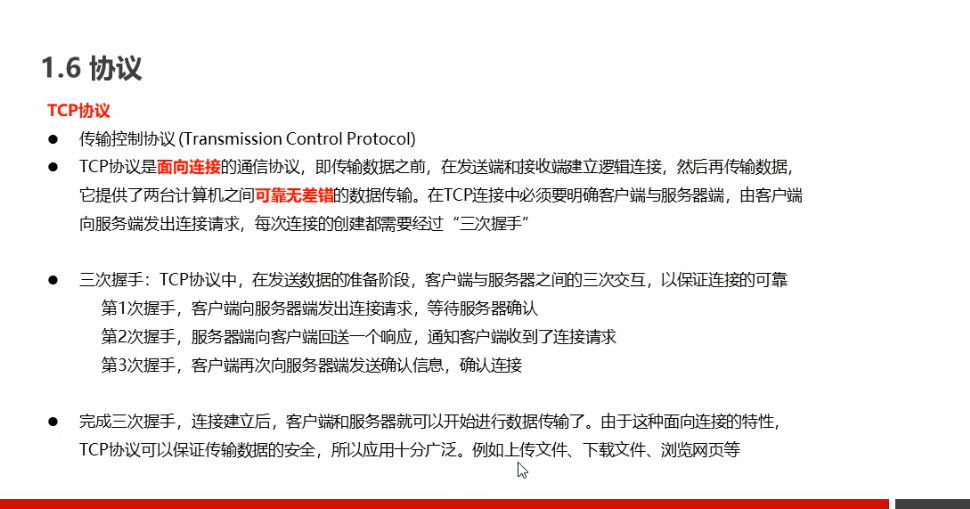 1.6 协议
TCP协议
● 传输控制协议 (Transmission Control Protocol)
● TCP协议是面向连接的通信协议，即传输数据之前，在发送端和接收端建立逻辑连接，然后再传输数据，
它提供了两台计算机之间可靠无差错的数据传输。在TCP连接中必须要明确客户端与服务器端，由客户端
向服务端发出连接请求，每次连接的创建都需要经过“三次握手”
● 三次握手：TCP协议中，在发送数据的准备阶段，客户端与服务器之间的三次交互，以保证连接的可靠
第1次握手，客户端向服务器端发出连接请求，等待服务器确认
第2次握手，服务器端向客户端回送一个响应，通知客户端收到了连接请求
第3次握手，客户端再次向服务器端发送确认信息，确认连接
● 完成三次握手，连接建立后，客户端和服务器就可以开始进行数据传输了。由于这种面向连接的特性，
TCP协议可以保证传输数据的安全，所以应用十分广泛。例如上传文件、下载文件、浏览网页等